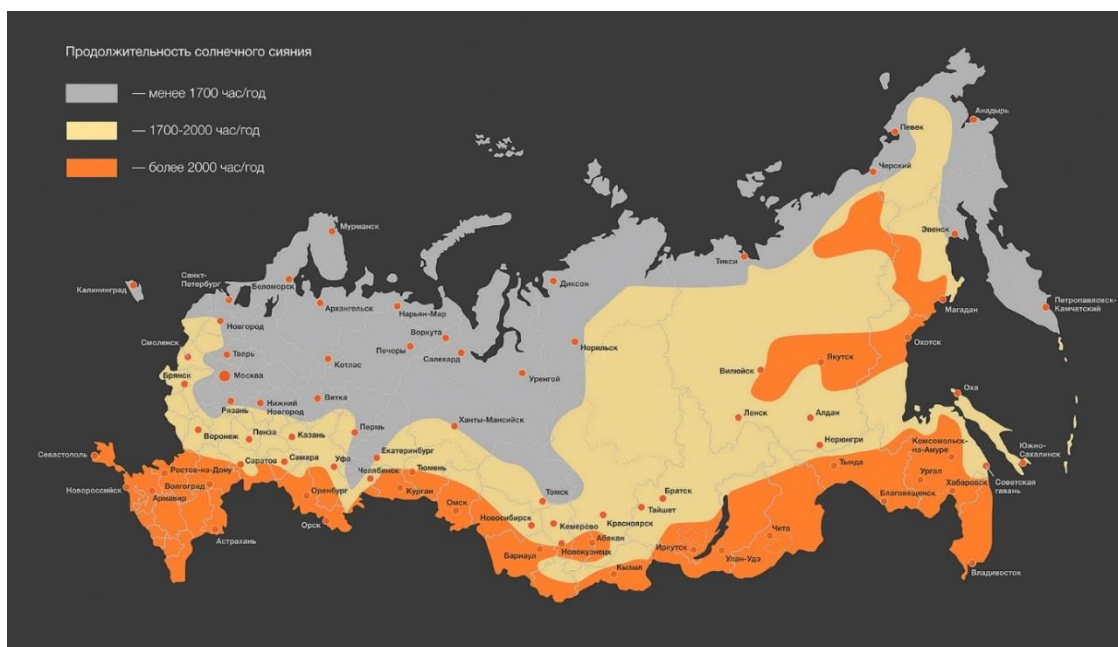 Продолжительность солнечного сияния
— менее 1700 час/год
— 1700-2000 час/год
— более 2000 час/год
Анадырь
Певек
Черский
Мурманск
Эвенск
Тикси
Санкт-
Петербург
Беломорск
Калининград
Диксон
Архангельск
Нарьян-Мар
Петропавловск-
Камчатский
Магадан
Новгород
Воркута
Смоленск
Тверь
Печоры
Салехард
Норильск
Охотск
Котлас
Якутск
Брянск
Москва
Уренгой
Вилюйск
Оха
Рязань
Нижний
Новгород
Вятка
Ханты-Мансийск
Ленск
Алдан
Воронеж
Пенза
Казань
Пермь
Нерюнгри
Комсомольск-
на-Амуре
Южно-
Сахалинск
Севастополь
Ростов-на-Дону
Саратов
Самара
Уфа
Екатеринбург
Челябинск
Тюмень
Тында
Ургал
Советская
гавань
Хабаровск
Новороссийск
Волгоград
Армавир
Оренбург
Курган
Омск
Томск
Братск
Тайшет
Благовещенск
Астрахань
Орск
Новосибирск
Кемерово
Красноярск
Абакан
Чита
Барнаул
Новокузнецк
Иркутск
Улан-Удэ
Кызыл
Владивосток